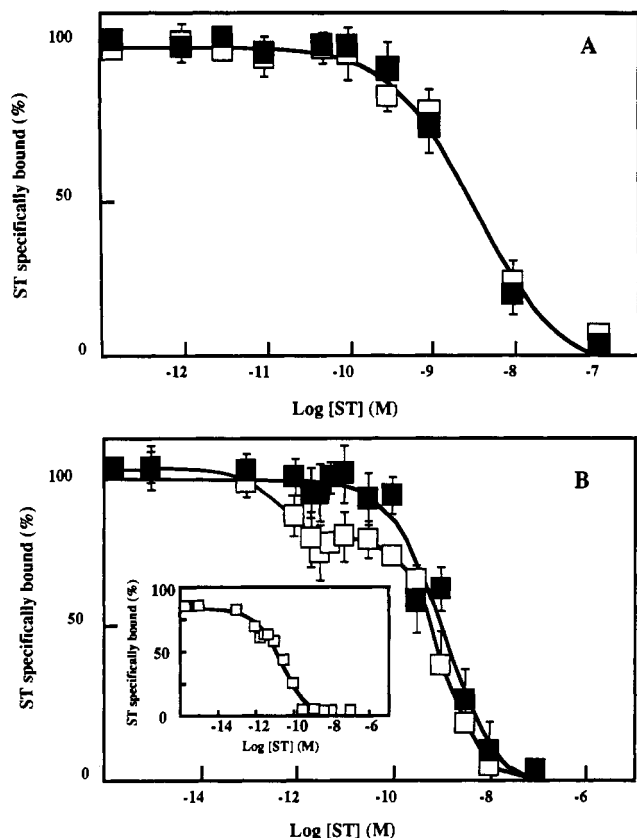 100
A
ST specifically bound (%)
50
0
-12 -11 -10 -9 -8 -7
Log [ST] (M)
100
B
ST specifically bound (%)
50
0
100
ST specifically bound (%)
50
0
-14 -12 -10 -8 -6
Log [ST] (M)
-14 -12 -10 -8 -6
Log [ST] (M)